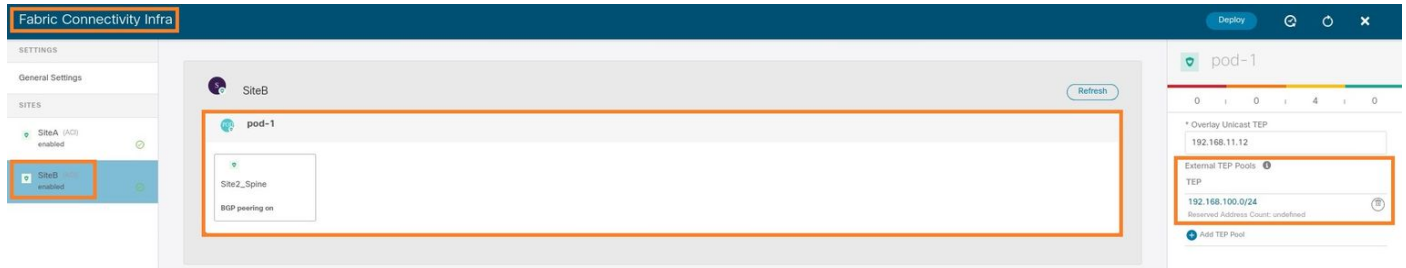 Fabric Connectivity Infra
Deploy
SETTINGS
General Settings
SITES
SiteA (ACI)
enabled
SiteB (ACI)
enabled
SiteB
Refresh
pod-1
Site2_Spine
BGP peering on
pod-1
0 0 4 0
* Overlay Unicast TEP
192.168.11.12
External TEP Pools
TEP
192.168.100.0/24
Reserved Address Count: undefined
Add TEP Pool